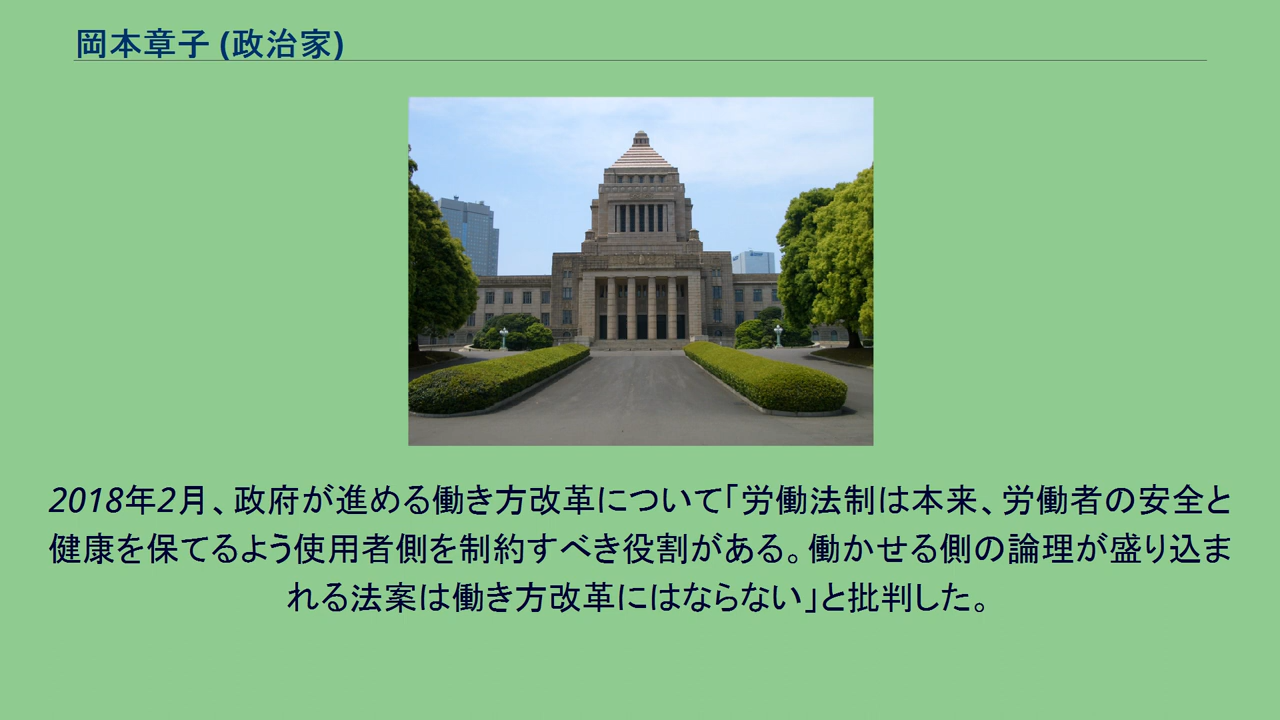 岡本章子 (政治家)
2018年2月、政府が進める働き方改革について「労働法制は本来、労働者の安全と
健康を保てるよう使用者側を制約すべき役割がある。働かせる側の論理が盛り込ま
れる法案は働き方改革にはならない」と批判した。